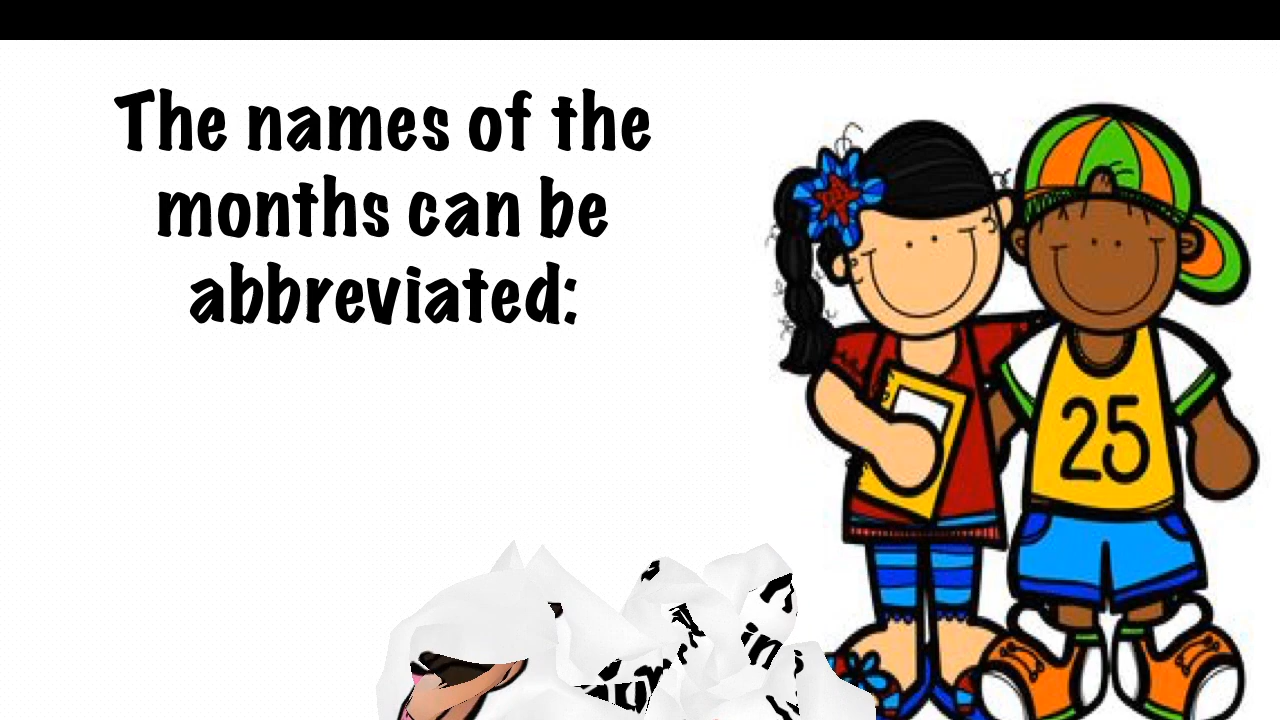 The names of the
months can be
abbreviated:
25